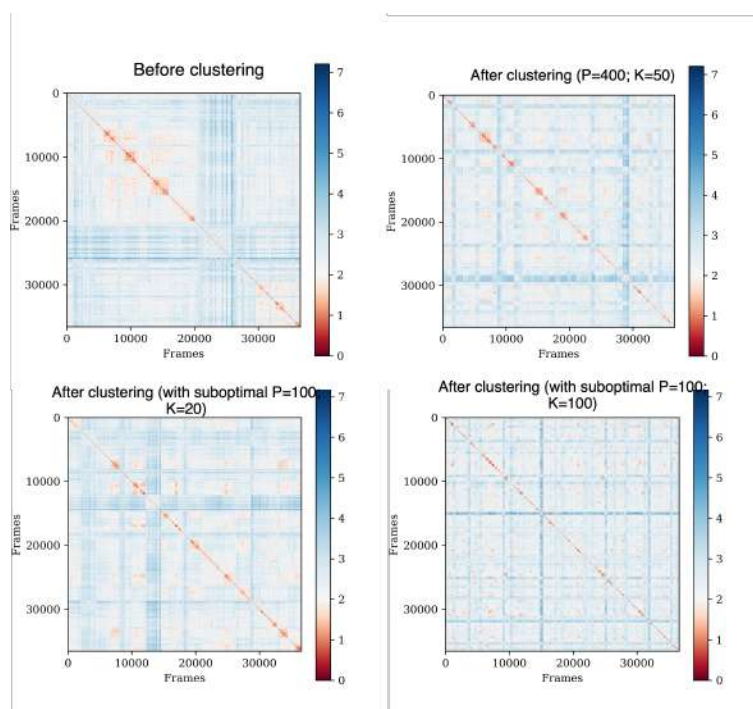 Before clustering
0
10000
20000
30000
Frames
0 10000 20000 30000
Frames
7
6
5
4
3
2
1
0
After clustering (P=400; K=50)
0
10000
20000
30000
Frames
0 10000 20000 30000
Frames
7
6
5
4
3
2
1
0
After clustering (with suboptimal P=100
K=20)
0
10000
20000
30000
Frames
0 10000 20000 30000
Frames
7
6
5
4
3
2
1
0
After clustering (with suboptimal P=100;
K=100)
0
10000
20000
30000
Frames
0 10000 20000 30000
Frames
7
6
5
4
3
2
1
0